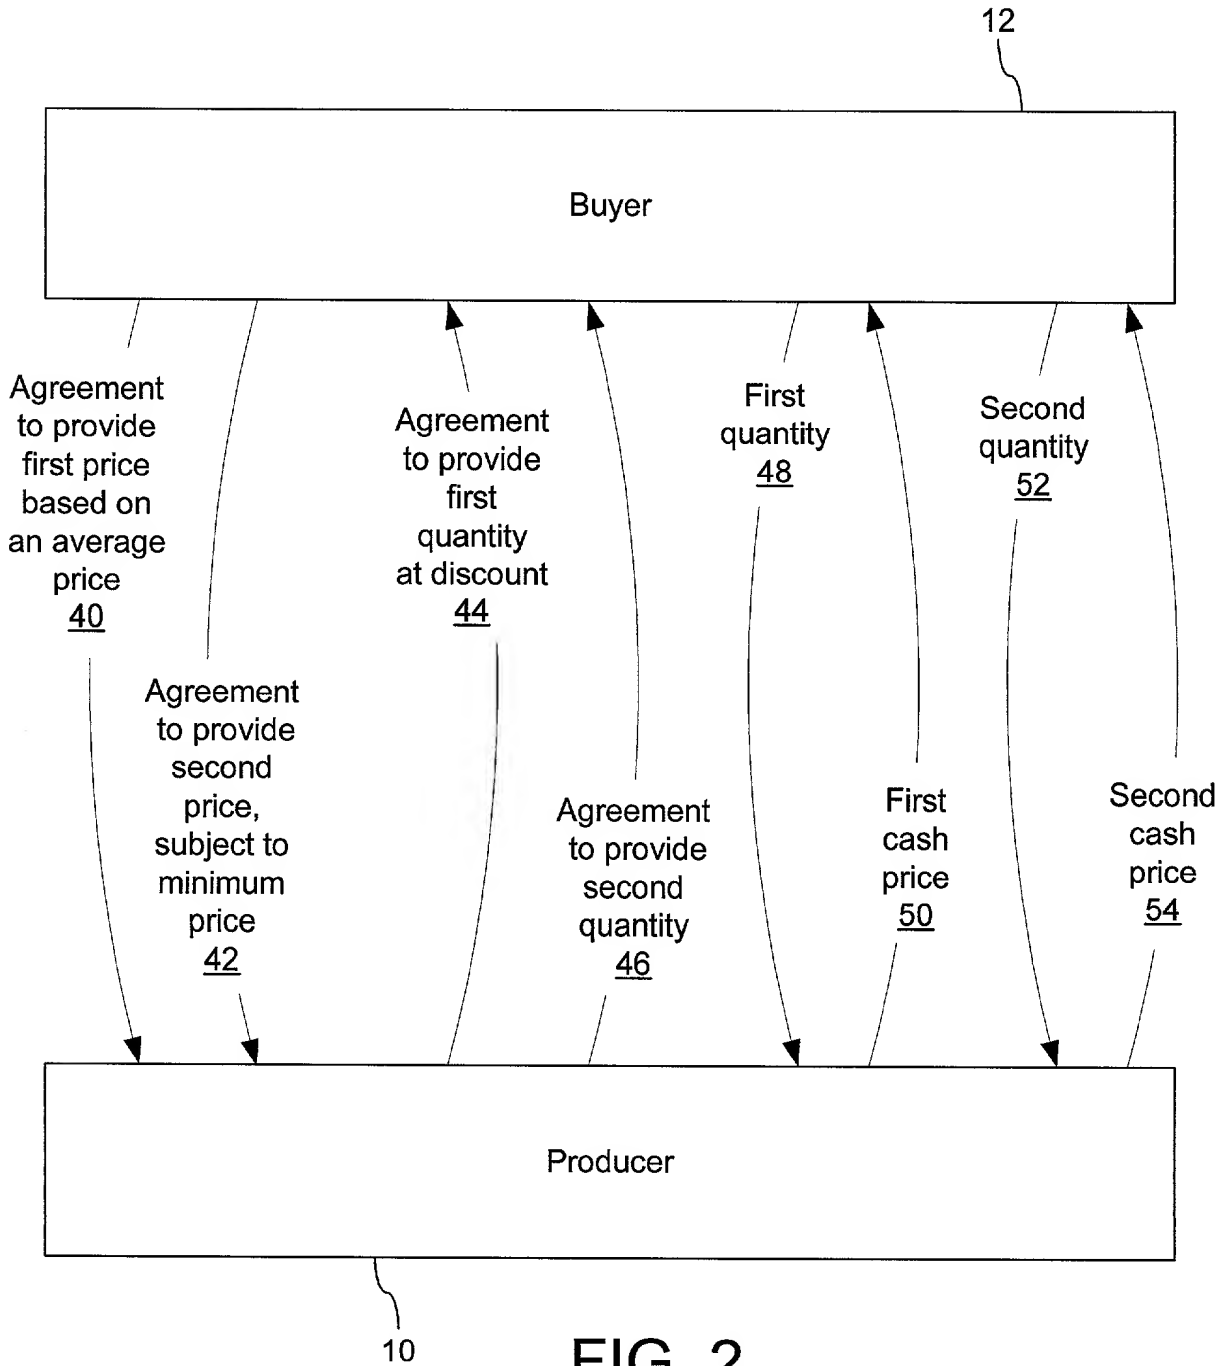 12
Buyer
Agreement
to provide
first price
based on
an average
price
40
Agreement
to provide
second
price,
subject to
minimum
price
42
Agreement
to provide
first
quantity
at discount
44
Agreement
to provide
second
quantity
46
First
quantity
48
First
cash
price
50
Second
quantity
52
Second
cash
price
54
Producer
10
FIG. 2